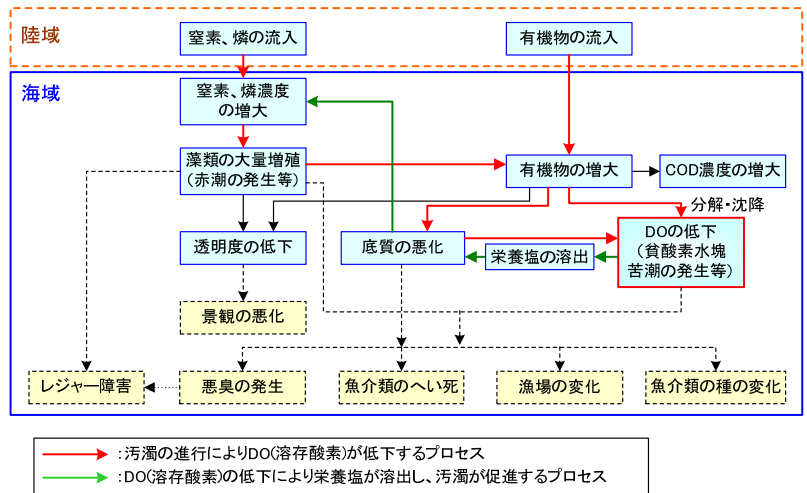 陸域
窒素、燐の流入
有機物の流入
海域
窒素、燐濃度
の増大
藻類の大量増殖
（赤潮の発生等）
有機物の増大
COD濃度の増大
分解・沈降
透明度の低下
底質の悪化
栄養塩の溶出
DOの低下
（貧酸素水塊
苦潮の発生等）
景観の悪化
レジャー障害
悪臭の発生
魚介類のへい死
漁場の変化
魚介類の種の変化
：汚濁の進行によりDO(溶存酸素)が低下するプロセス
：DO(溶存酸素)の低下により栄養塩が溶出し、汚濁が促進するプロセス